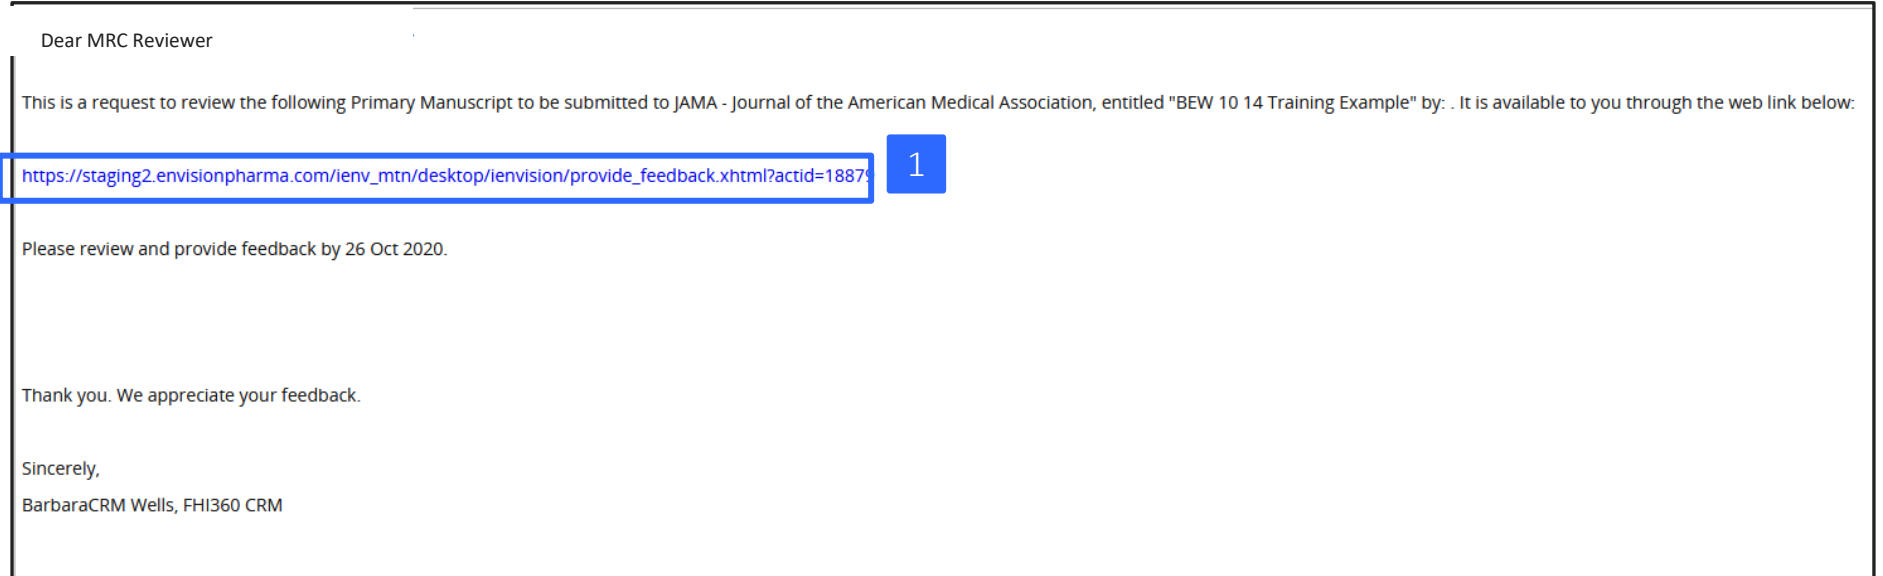 Dear MRC Reviewer
This is a request to review the following Primary Manuscript to be submitted to JAMA - Journal of the American Medical Association, entitled "BEW 10 14 Training Example" by: . It is available to you through the web link below:
https://staging2.envisionpharma.com/ienv_mtn/desktop/ienvision/provide_feedback.xhtml?actid=18879
1
Please review and provide feedback by 26 Oct 2020.
Thank you. We appreciate your feedback.
Sincerely,
BarbaraCRM Wells, FHI360 CRM